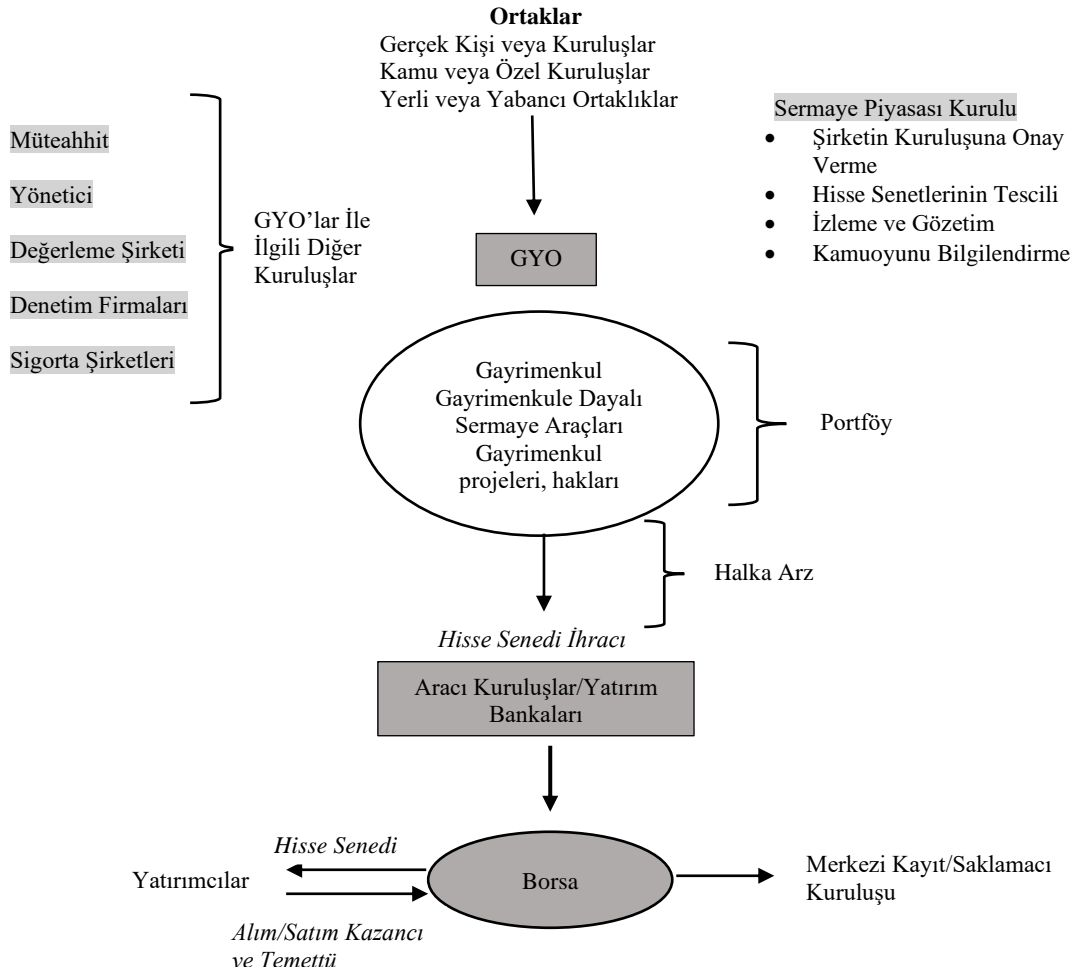 Ortaklar
Gerçek Kişi veya Kuruluşlar
Kamu veya Özel Kuruluşlar
Yerli veya Yabancı Ortaklıklar
Müteahhit
Yönetici
Değerleme Şirketi
Denetim Firmaları
Sigorta Şirketleri
GYO’lar İle
İlgili Diğer
Kuruluşlar
GYO
Sermaye Piyasası Kurulu
• Şirketin Kuruluşuna Onay
Verme
• Hisse Senetlerinin Tescili
• İzleme ve Gözetim
• Kamuoyunu Bilgilendirme
Gayrimenkul
Gayrimenkule Dayalı
Sermaye Araçları
Gayrimenkul
projeleri, hakları
Portföy
Halka Arz
Hisse Senedi İhracı
Aracı Kuruluşlar/Yatırım
Bankaları
Hisse Senedi
Yatırımcılar
Alım/Satım Kazancı
ve Temettü
Borsa
Merkezi Kayıt/Saklamacı
Kuruluşu